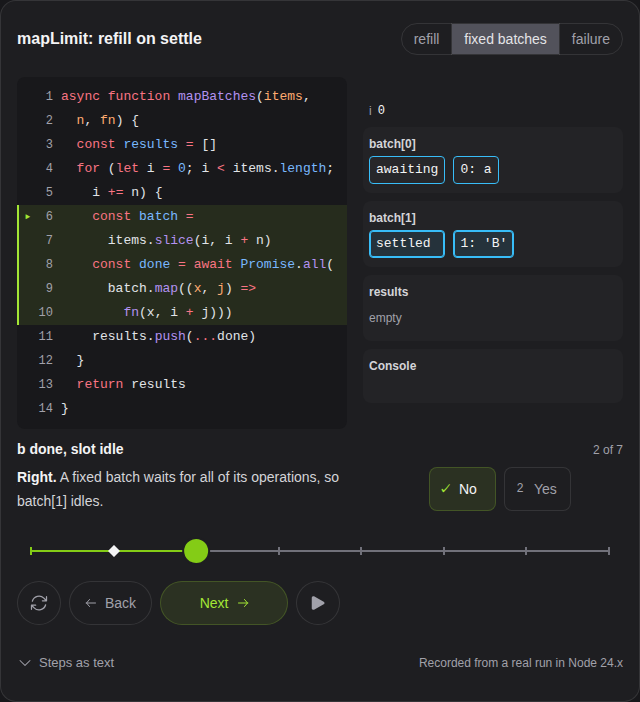 mapLimit: refill on settle
refill fixed batches failure
1 async function mapBatches(items,
2 n, fn) {
3 const results = []
4 for (let i = 0; i < items.length;
5 i += n) {
6 const batch =
7 items.slice(i, i + n)
8 const done = await Promise.all(
9 batch.map((x, j) =>
10 fn(x, i + j)))
11 results.push(...done)
12 }
13 return results
14 }
i 0
batch[0]
awaiting 0: a
batch[1]
settled 1: 'B'
results
empty
Console
b done, slot idle
2 of 7
Right. A fixed batch waits for all of its operations, so
batch[1] idles.
✓ No
2 Yes
← Back
Next →
Steps as text
Recorded from a real run in Node 24.x